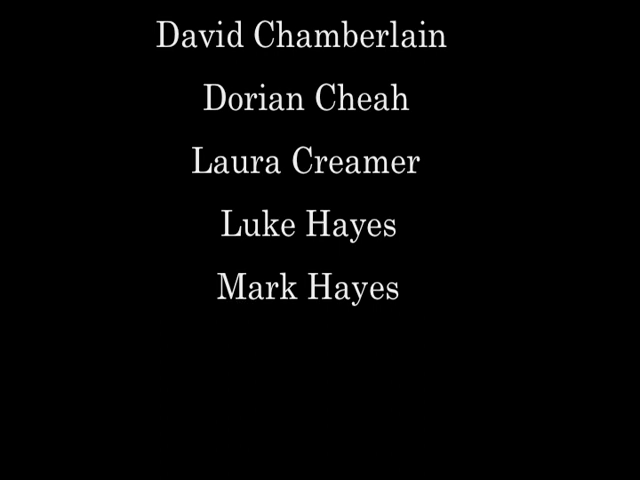 David Chamberlain
Dorian Cheah
Laura Creamer
Luke Hayes
Mark Hayes